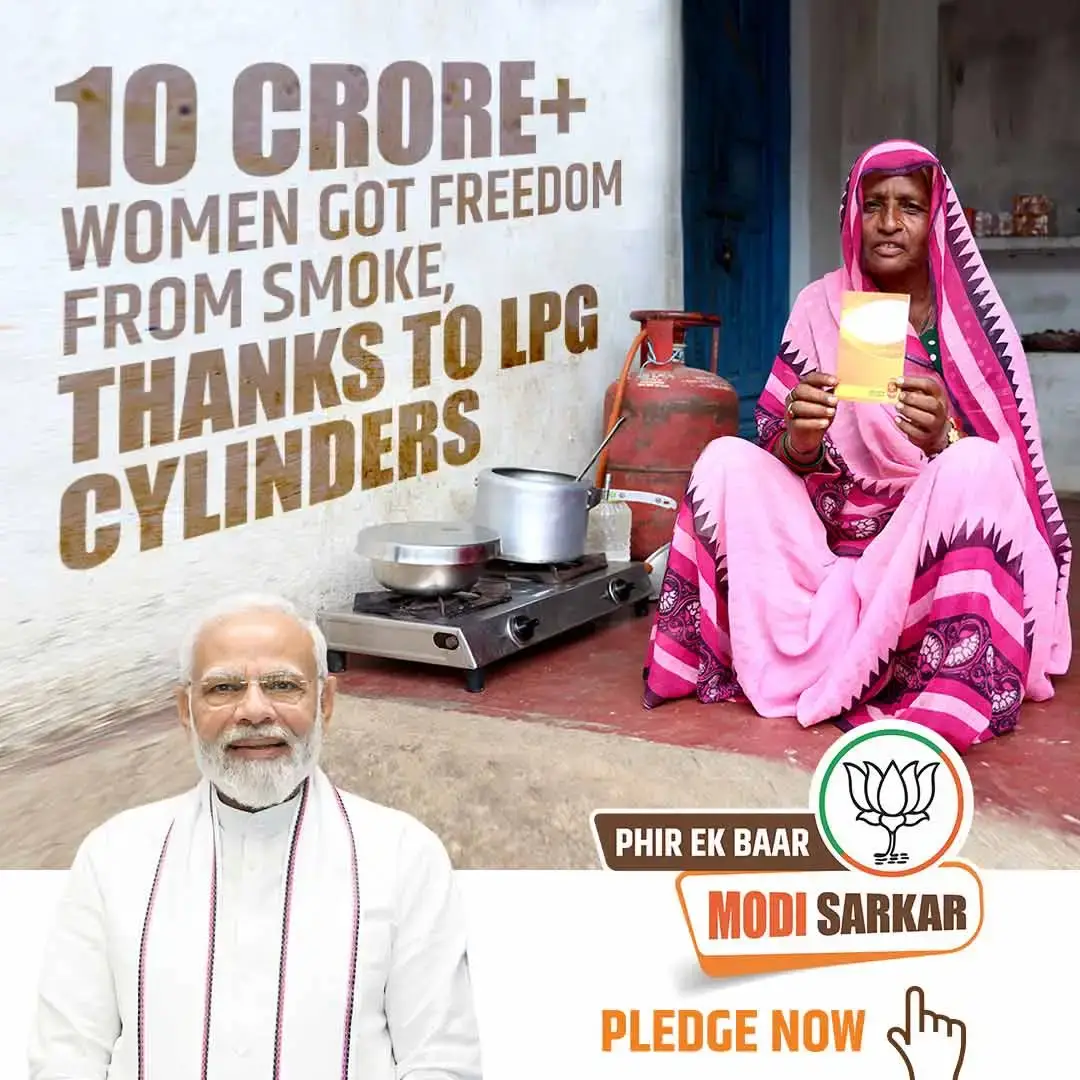 10 CRORE+
WOMEN GOT FREEDOM
FROM SMOKE,
THANKS TO LPG
CYLINDERS
PHIR EK BAAR
MODI SARKAR
PLEDGE NOW